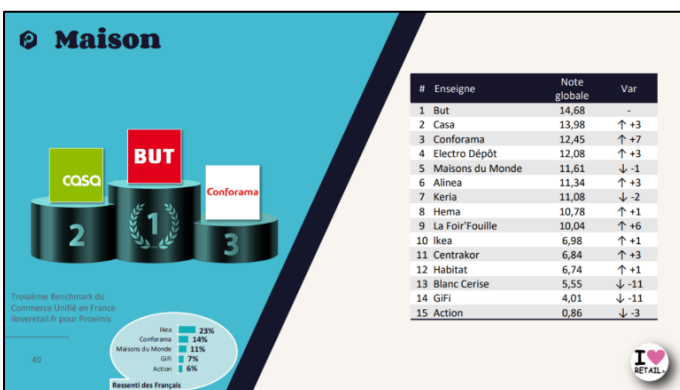 Maison
casa
BUT
Conforama
2
1
3
Troisième Benchmark du
Commerce Unifié en France
iloveretail.fr pour Proximis
40
Ikea 23%
Conforama 14%
Maisons du Monde 11%
GiFi 7%
Action 6%
Ressenti des Français
# Enseigne Note globale Var
1 But 14,68 -
2 Casa 13,98 ↑ +3
3 Conforama 12,45 ↑ +7
4 Electro Dépôt 12,08 ↑ +3
5 Maisons du Monde 11,61 ↓ -1
6 Alinea 11,34 ↑ +3
7 Keria 11,08 ↓ -2
8 Hema 10,78 ↑ +1
9 La Foir'Fouille 10,04 ↑ +6
10 Ikea 6,98 ↑ +1
11 Centrakor 6,84 ↑ +3
12 Habitat 6,74 ↑ +1
13 Blanc Cerise 5,55 ↓ -11
14 GiFi 4,01 ↓ -11
15 Action 0,86 ↓ -3
I
RETAIL